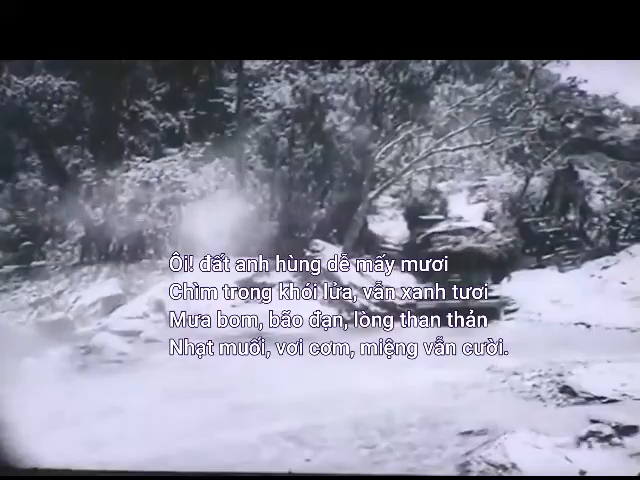 Ôi! đất anh hùng dễ mấy mươi
Chìm trong khói lửa, vẫn xanh tươi
Mưa bom, bão đạn, lòng than thản
Nhạt muối, vơi cơm, miệng vẫn cười.